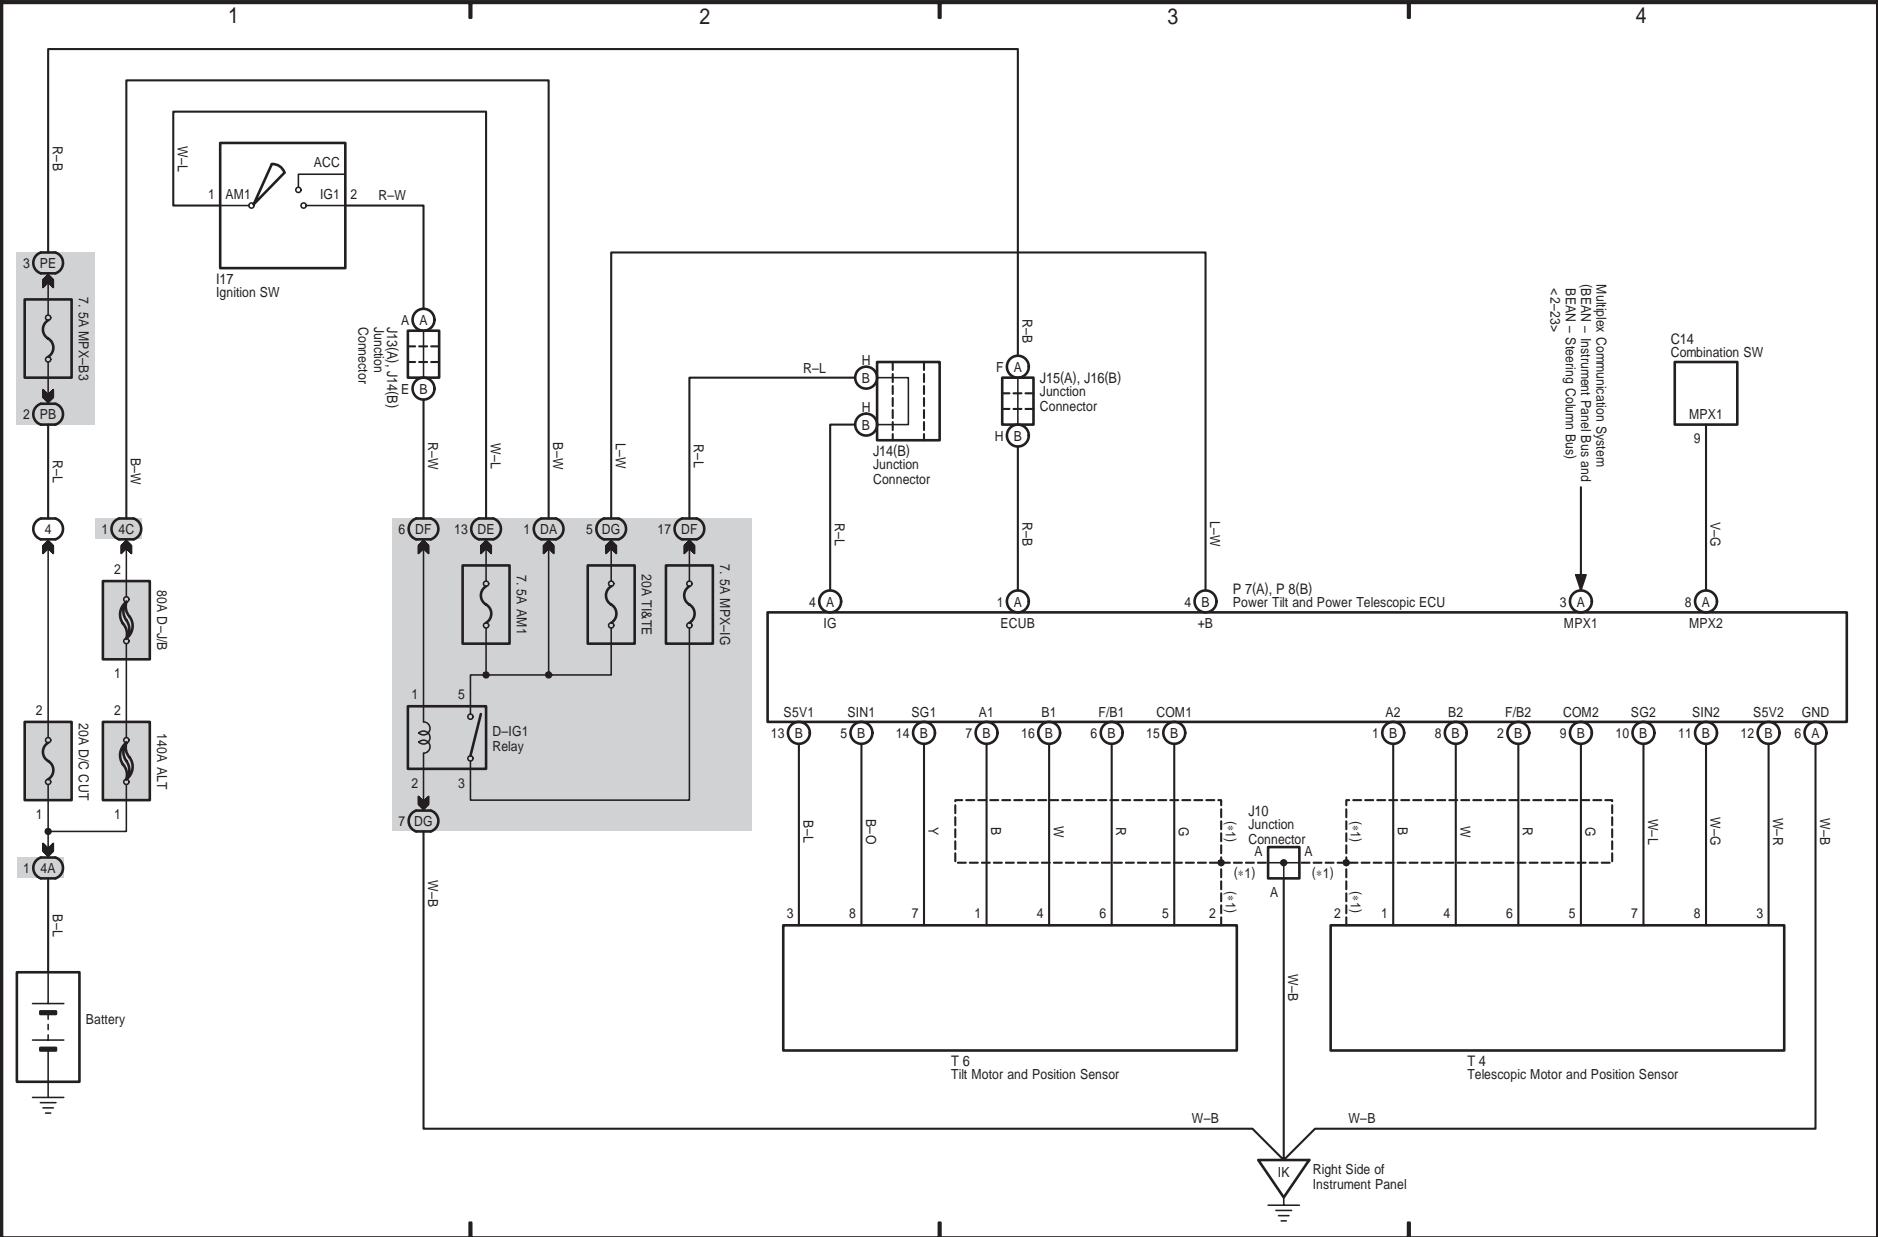 1
2
3
4
R–B
W–L
ACC
1
AM1
IG1
2
R–W
I17
Ignition SW
3
PE
7. 5A MPX–B3
2
PB
A
A
J13(A), J14(B)
Junction
Connector
E
B
R–L
B–W
R–W
W–L
B–W
L–W
R–L
R–L
H
B
H
B
J14(B)
Junction
Connector
R–B
F
A
J15(A), J16(B)
Junction
Connector
H
B
Multiplex Communication System
(BEAN – Instrument Panel Bus and
BEAN – Steering Column Bus)
<2–23>
C14
Combination SW
MPX1
9
4
1
4C
6
DF
13
DE
1
DA
5
DG
17
DF
R–L
R–B
L–W
V–G
2
80A D–J/B
1
7. 5A AM1
20A TI&TE
7. 5A MPX–IG
4
A
IG
1
A
ECUB
4
B
+B
P 7(A), P 8(B)
Power Tilt and Power Telescopic ECU
3
A
MPX1
8
A
MPX2
2
20A D/C CUT
1
2
140A ALT
1
1
5
D–IG1
Relay
2
3
7
DG
S5V1
SIN1
SG1
A1
B1
F/B1
COM1
A2
B2
F/B2
COM2
SG2
SIN2
S5V2
GND
13
B
5
B
14
B
7
B
16
B
6
B
15
B
1
B
8
B
2
B
9
B
10
B
11
B
12
B
6
A
B–L
B–O
Y
B
W
R
G
(*1)
J10
Junction
Connector
A
A
(*1)
(*1)
A
(*1)
B
W
R
G
W–L
W–G
W–R
W–B
(*1)
(*1)
1
4A
B–L
W–B
3
8
7
1
4
6
5
2
2
1
4
6
5
7
8
3
W–B
Battery
T 6
Tilt Motor and Position Sensor
T 4
Telescopic Motor and Position Sensor
W–B
W–B
IK
Right Side of
Instrument Panel